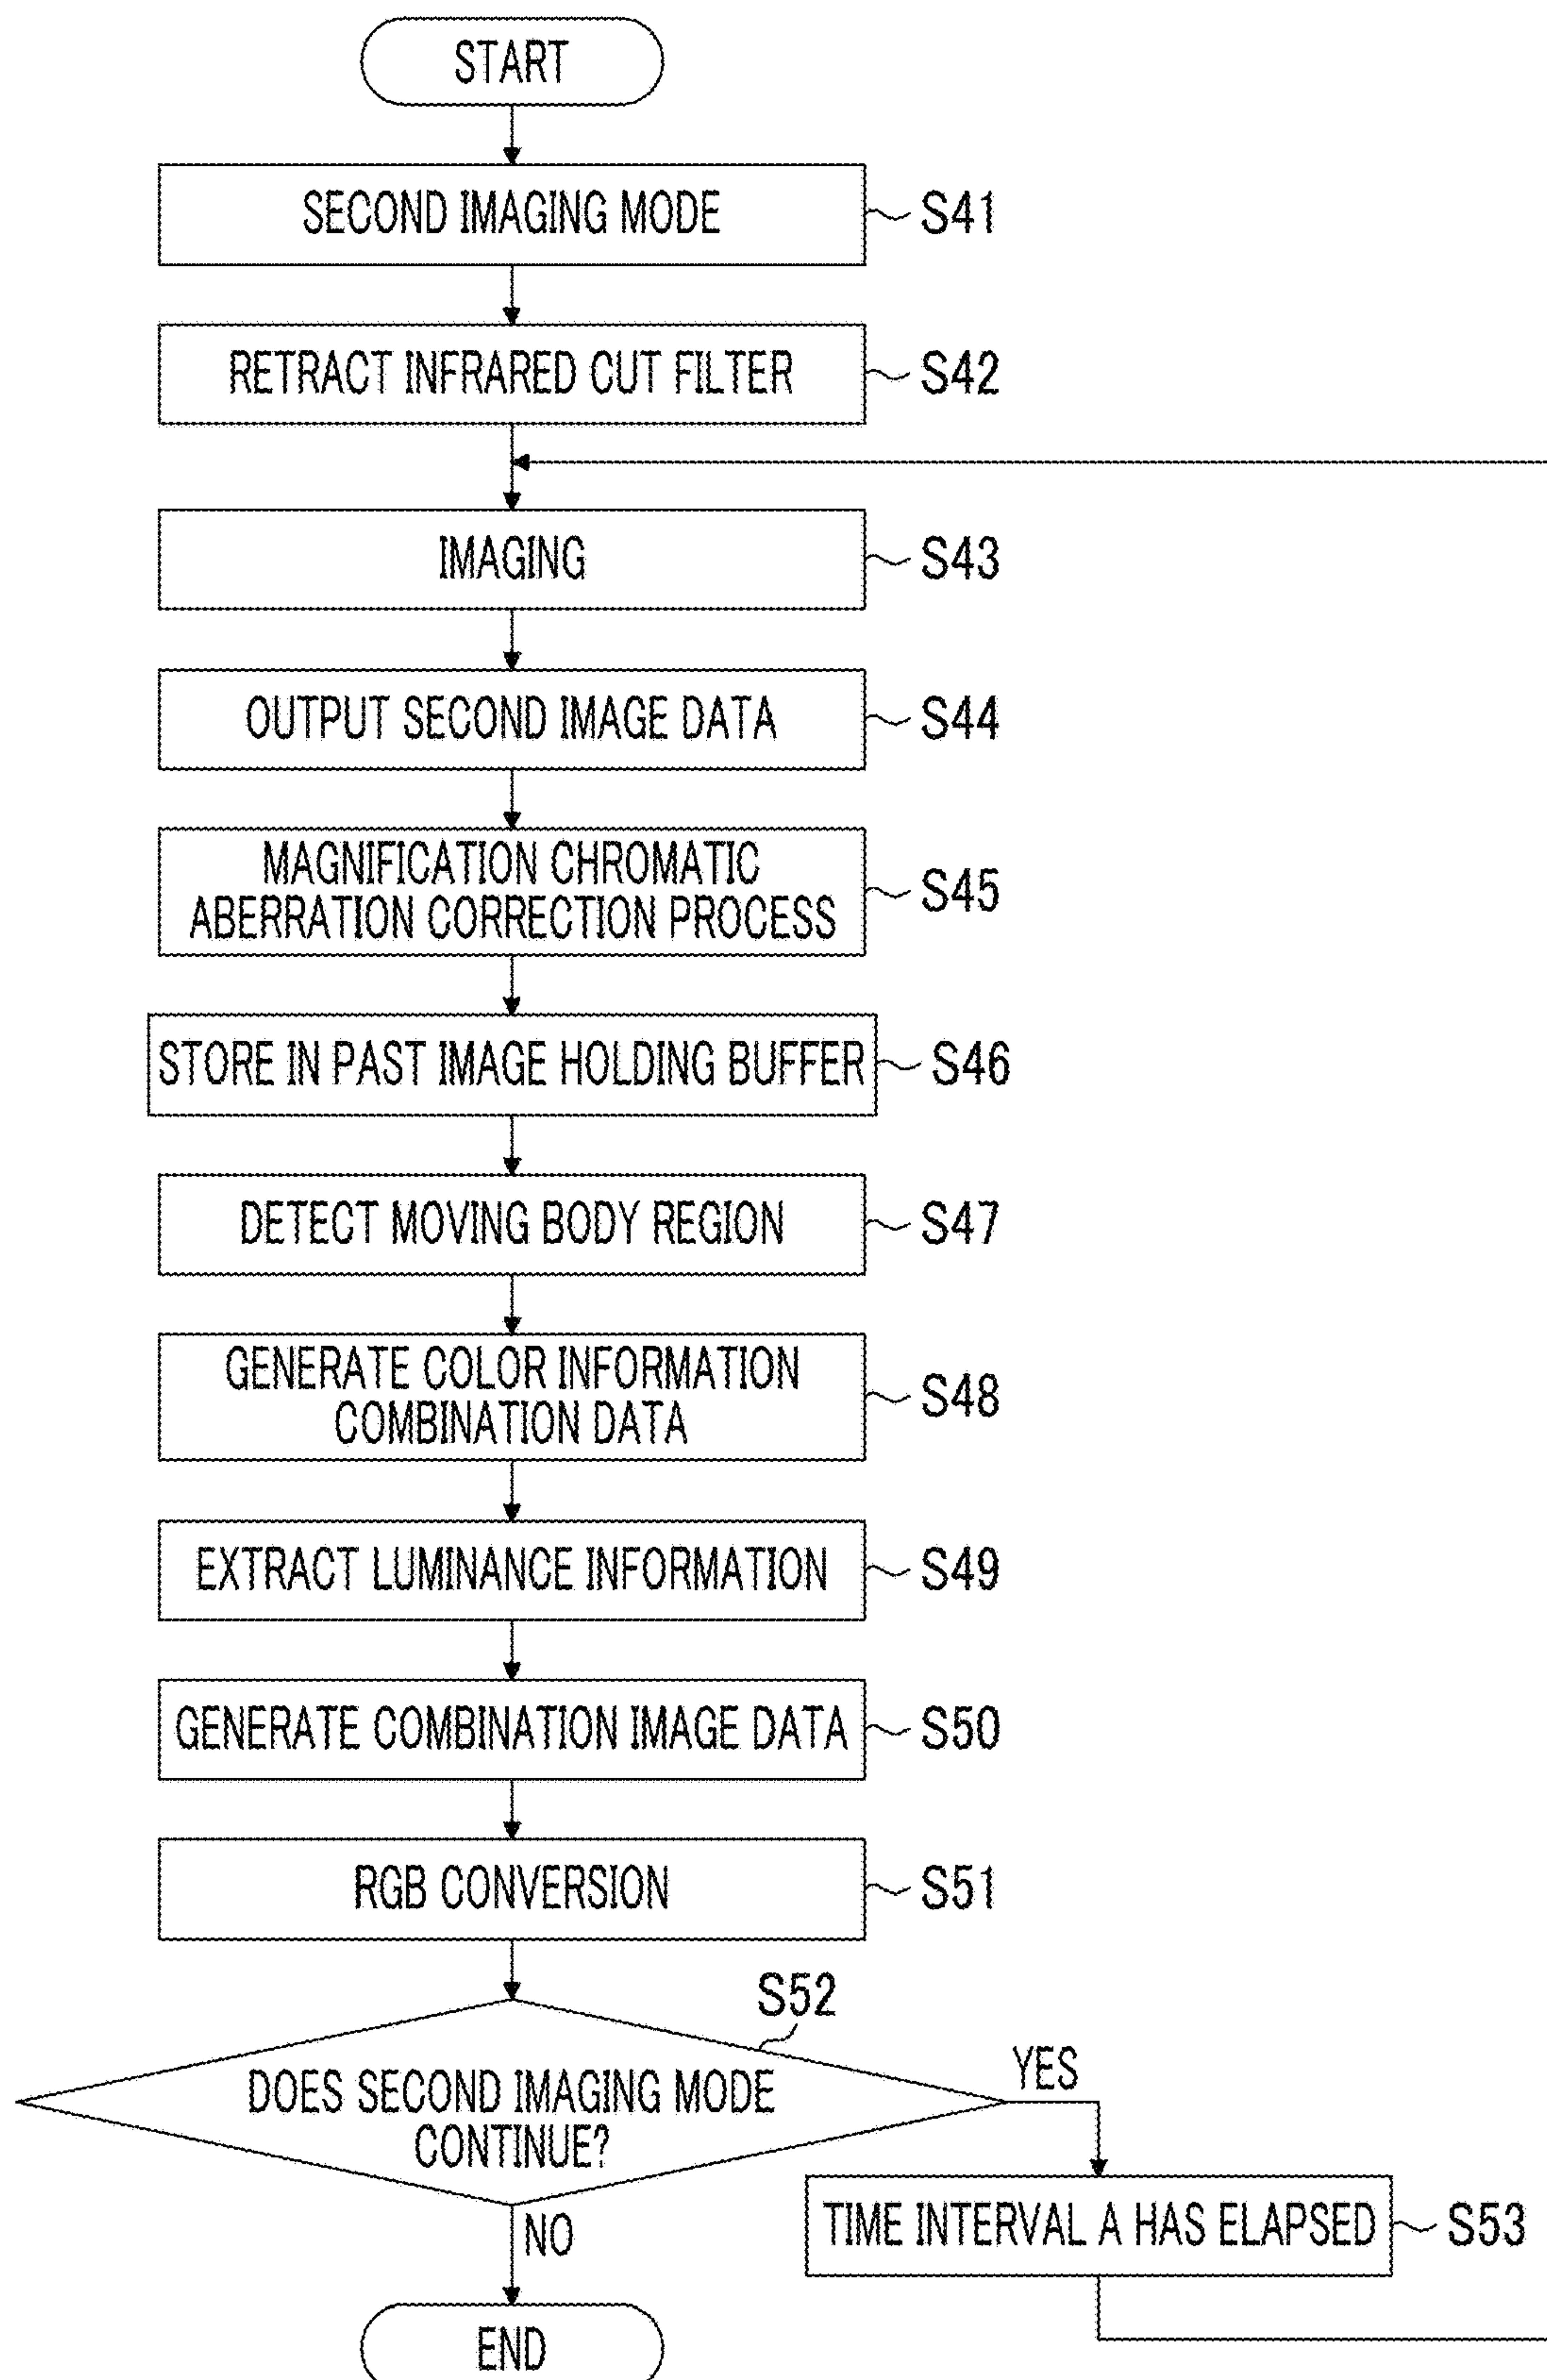 START
SECOND IMAGING MODE
S41
RETRACT INFRARED CUT FILTER
S42
IMAGING
S43
OUTPUT SECOND IMAGE DATA
S44
MAGNIFICATION CHROMATIC
ABERRATION CORRECTION PROCESS
S45
STORE IN PAST IMAGE HOLDING BUFFER
S46
DETECT MOVING BODY REGION
S47
GENERATE COLOR INFORMATION
COMBINATION DATA
S48
EXTRACT LUMINANCE INFORMATION
S49
GENERATE COMBINATION IMAGE DATA
S50
RGB CONVERSION
S51
S52
DOES SECOND IMAGING MODE
CONTINUE?
YES
TIME INTERVAL A HAS ELAPSED
S53
NO
END